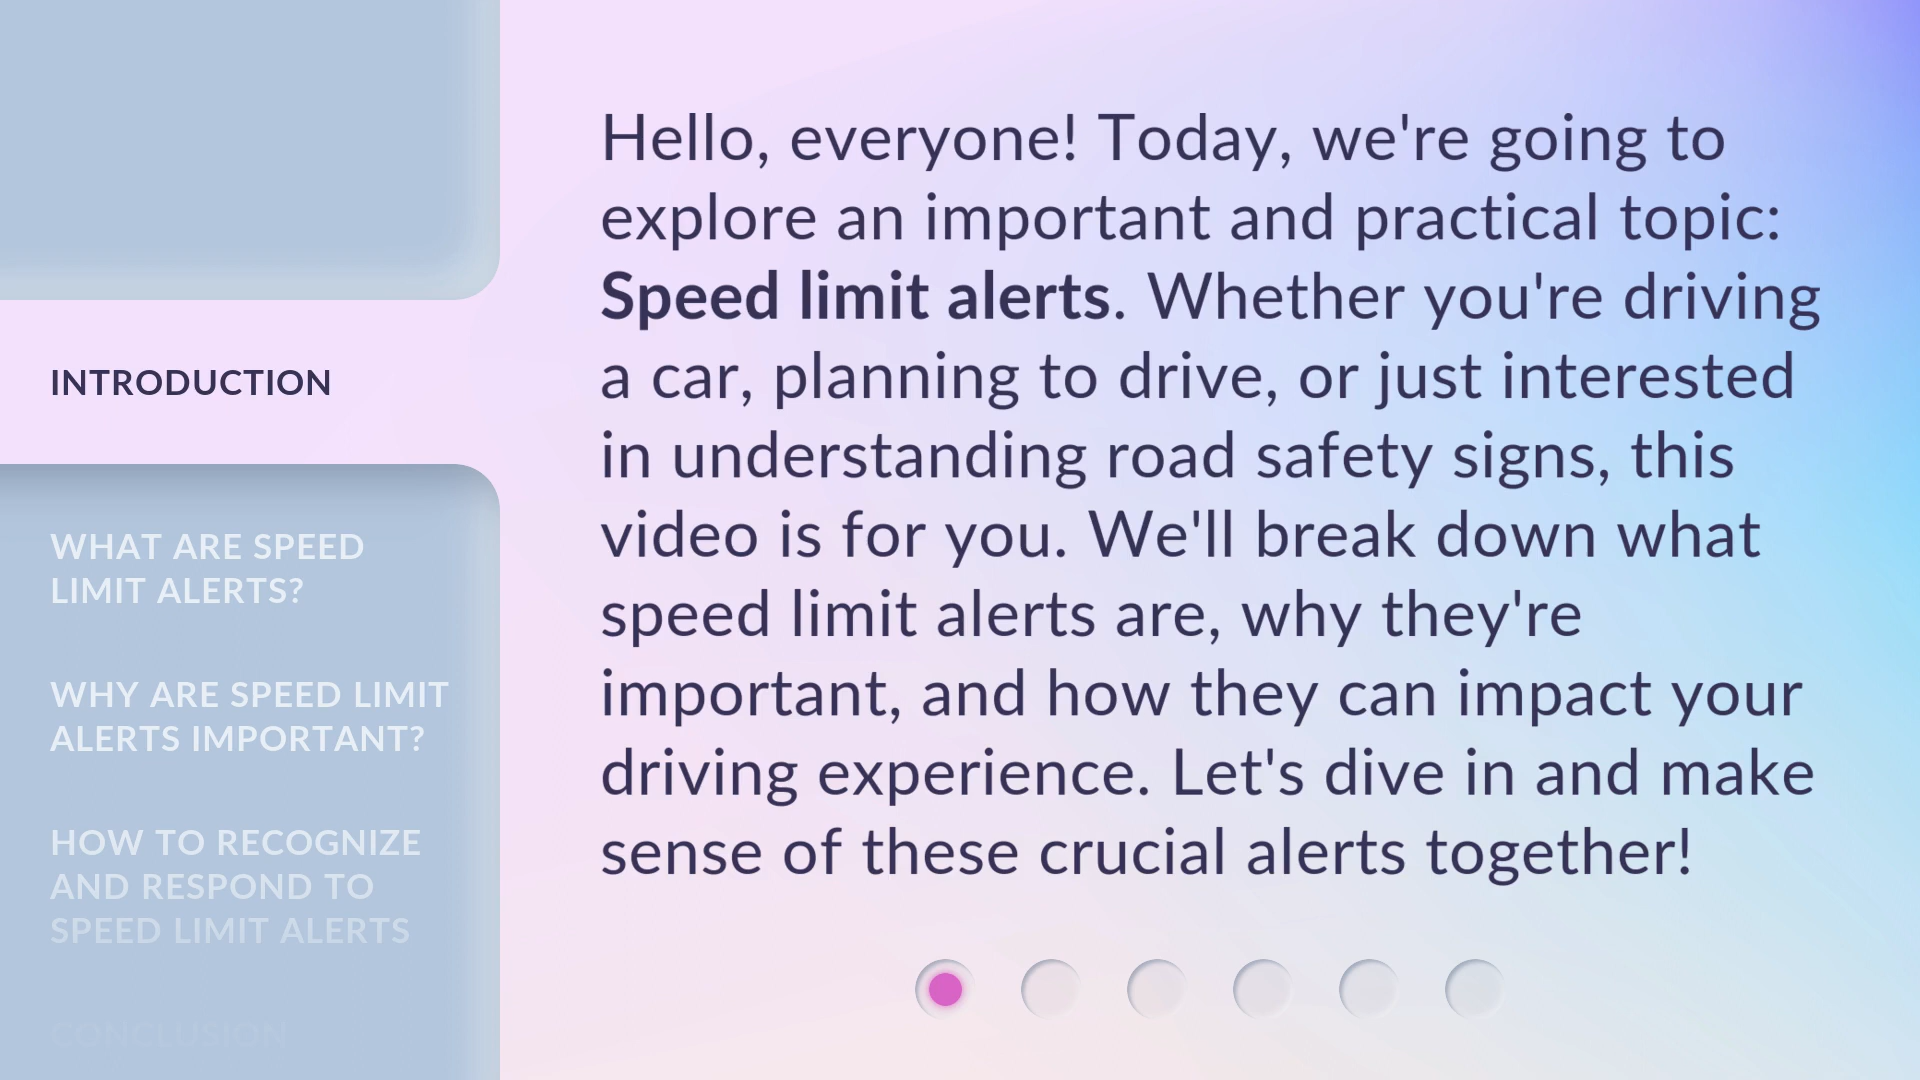 INTRODUCTION
WHAT ARE SPEED
LIMIT ALERTS?
WHY ARE SPEED LIMIT
ALERTS IMPORTANT?
HOW TO RECOGNIZE
AND RESPOND TO
SPEED LIMIT ALERTS
CONCLUSION
Hello, everyone! Today, we're going to
explore an important and practical topic:
Speed limit alerts. Whether you're driving
a car, planning to drive, or just interested
in understanding road safety signs, this
video is for you. We'll break down what
speed limit alerts are, why they're
important, and how they can impact your
driving experience. Let's dive in and make
sense of these crucial alerts together!